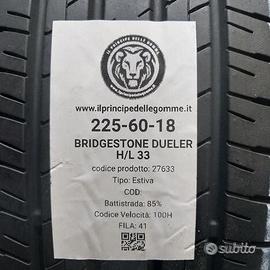 IL PRINCIPE DELLE GOMME
www.ilprincipedellegomme.it
225-60-18
BRIDGESTONE DUELER
H/L 33
codice prodotto: 27633
Tipo: Estiva
COD:
Battistrada: 85%
Codice Velocità: 100H
FILA: 41
subito